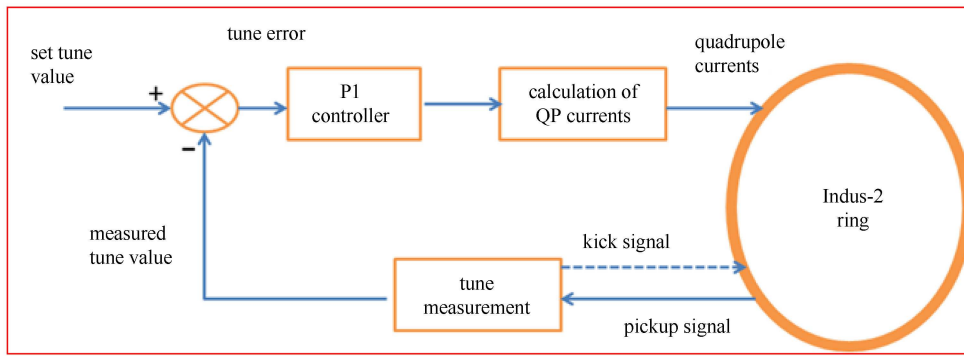 set tune
value
tune error
+
−
P1
controller
calculation of
QP currents
quadrupole
currents
Indus-2
ring
measured
tune value
tune
measurement
kick signal
pickup signal